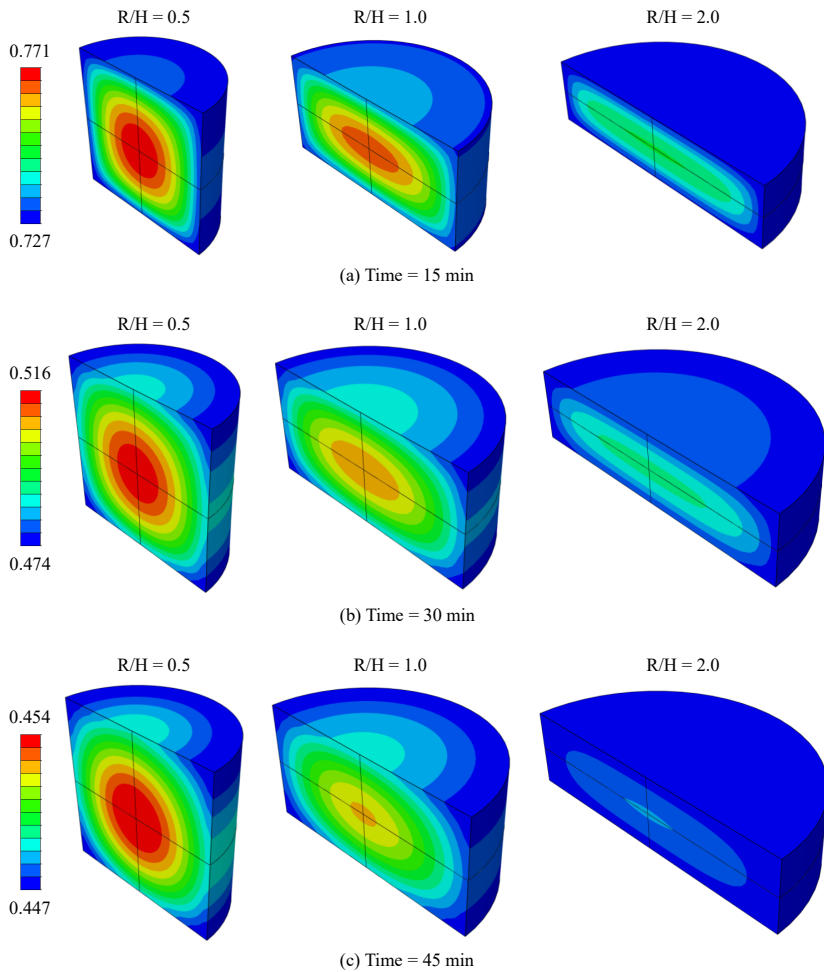 R/H = 0.5
R/H = 1.0
R/H = 2.0
0.771
0.727
(a) Time = 15 min
R/H = 0.5
R/H = 1.0
R/H = 2.0
0.516
0.474
(b) Time = 30 min
R/H = 0.5
R/H = 1.0
R/H = 2.0
0.454
0.447
(c) Time = 45 min